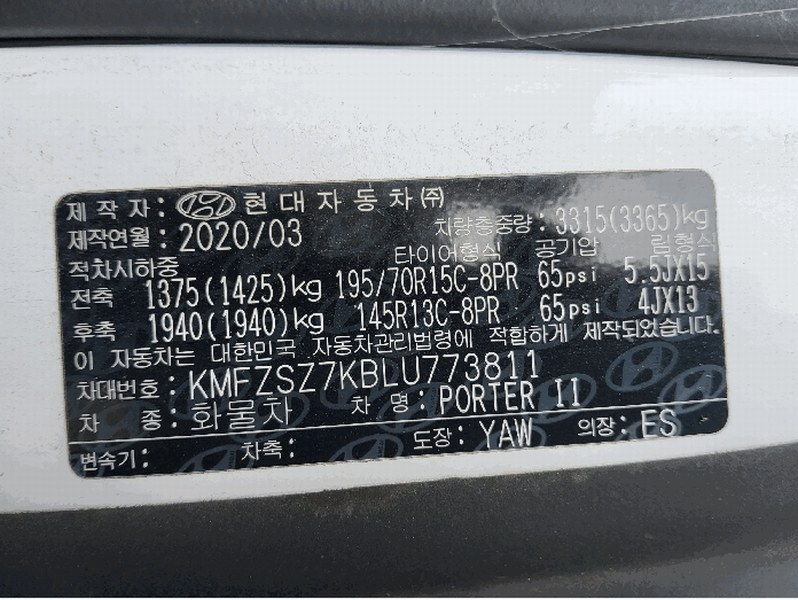 제 작 자 : 현대자동차(주)
제작연월 : 2020/03 차량총중량 : 3315(3365)kg
적차시하중 타이어형식 공기압 림형식
전축 1375(1425)kg 195/70R15C-8PR 65psi 5.5JX15
후축 1940(1940)kg 145R13C-8PR 65psi 4JX13
이 자동차는 대한민국 자동차관리법령에 적합하게 제작되었습니다.
차대번호 : KMFZSZ7KBLU773811
차 종 : 화물차 차 명 : PORTER II
변속기 : 차축 : 도장 : YAW 의장 : ES